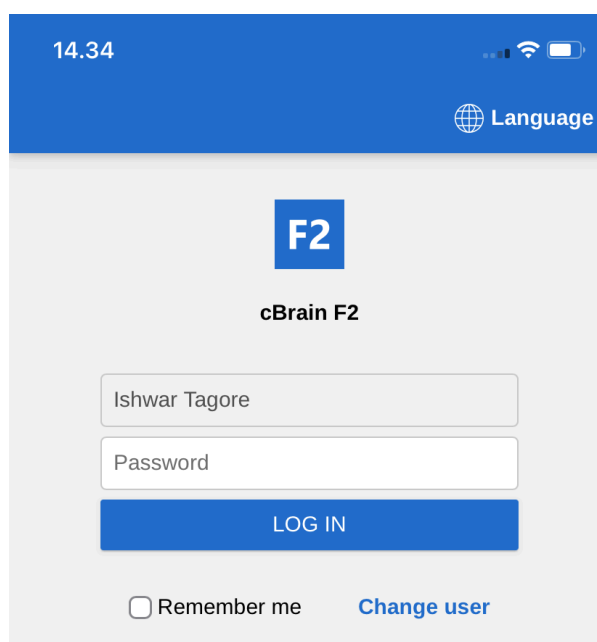 14.34
Language
F2
cBrain F2
Ishwar Tagore
Password
LOG IN
Remember me Change user